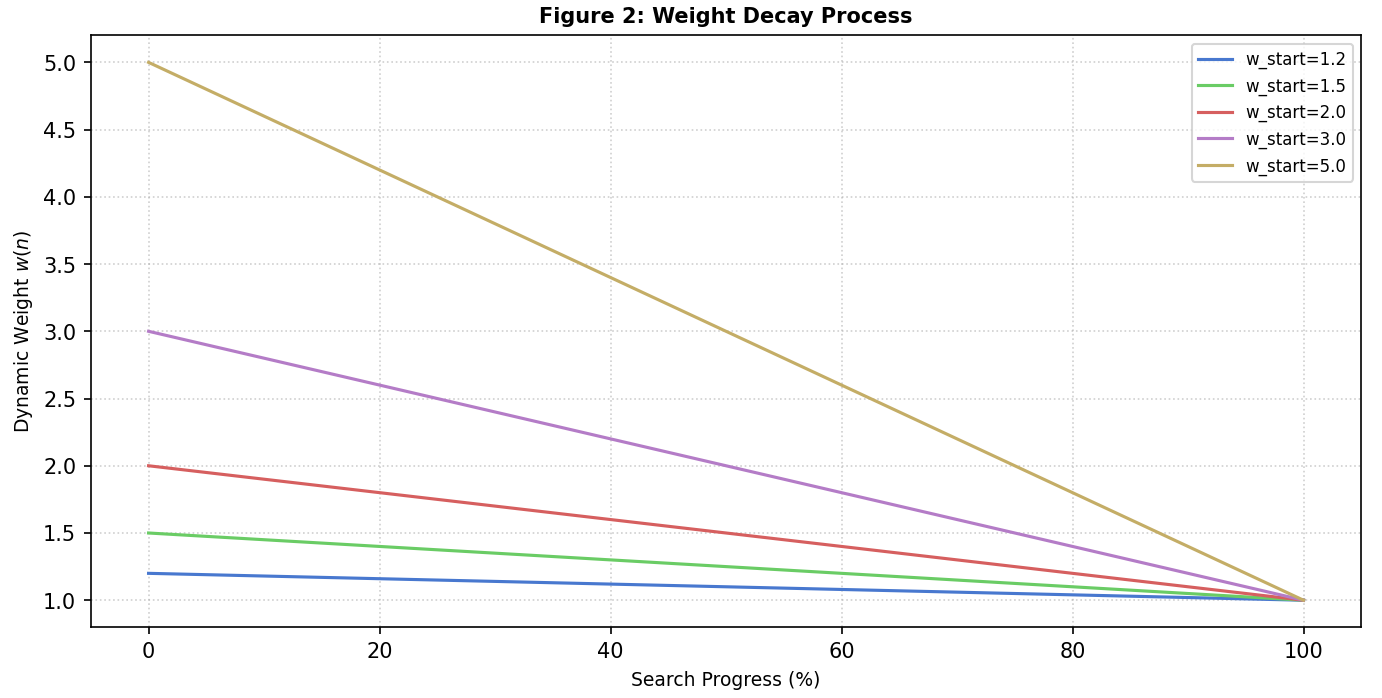 Figure 2: Weight Decay Process
5.0
4.5
4.0
3.5
3.0
2.5
2.0
1.5
1.0
Dynamic Weight w(n)
w_start=1.2
w_start=1.5
w_start=2.0
w_start=3.0
w_start=5.0
0 20 40 60 80 100
Search Progress (%)